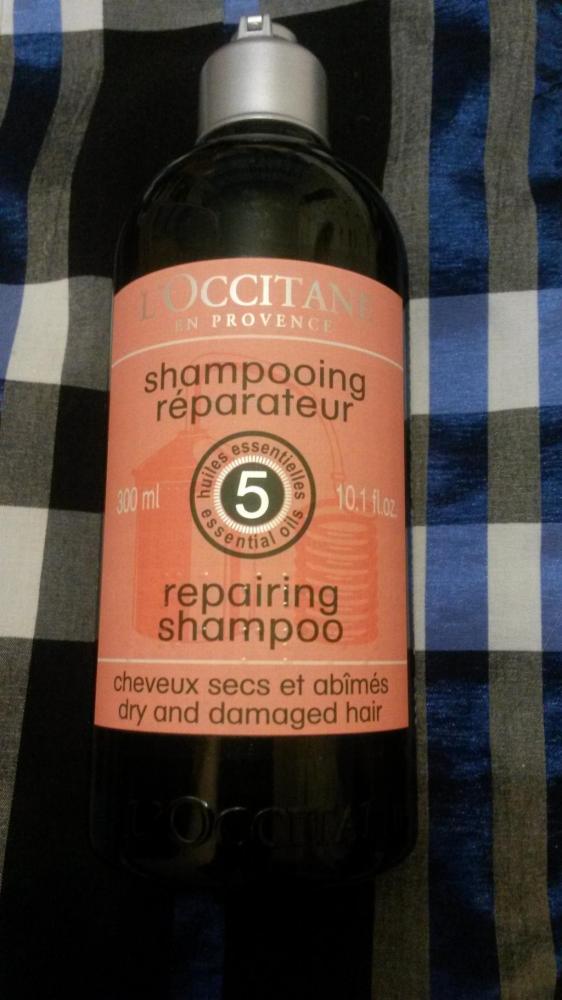 L'OCCITANE
EN PROVENCE
shampooing
réparateur
huiles essentielles
5
essential oils
300 ml
10.1 fl.oz.
repairing
shampoo
cheveux secs et abîmés
dry and damaged hair
L'OCCITA